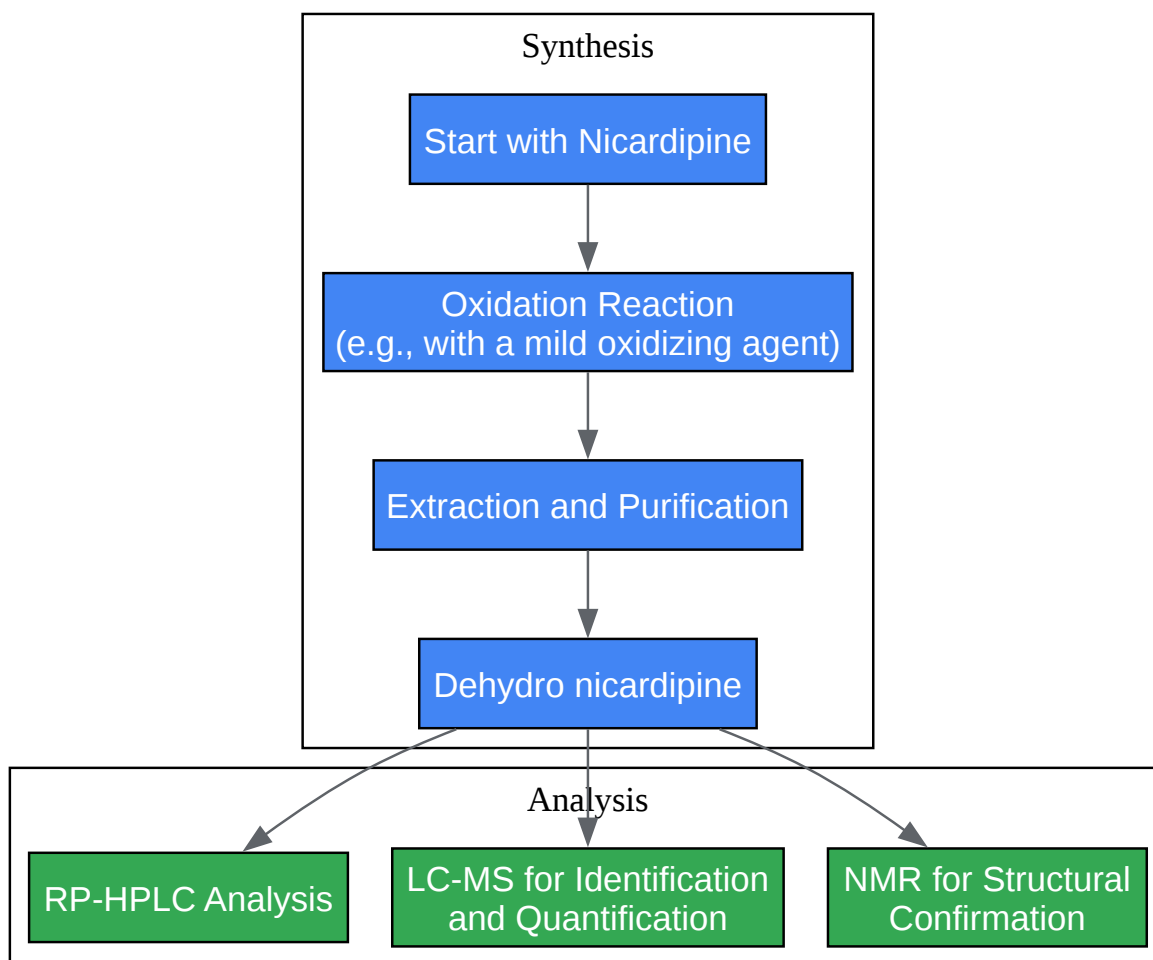 Synthesis
Start with Nicardipine
Oxidation Reaction
(e.g., with a mild oxidizing agent)
Extraction and Purification
Dehydro nicardipine
Analysis
RP-HPLC Analysis
LC-MS for Identification
and Quantification
NMR for Structural
Confirmation